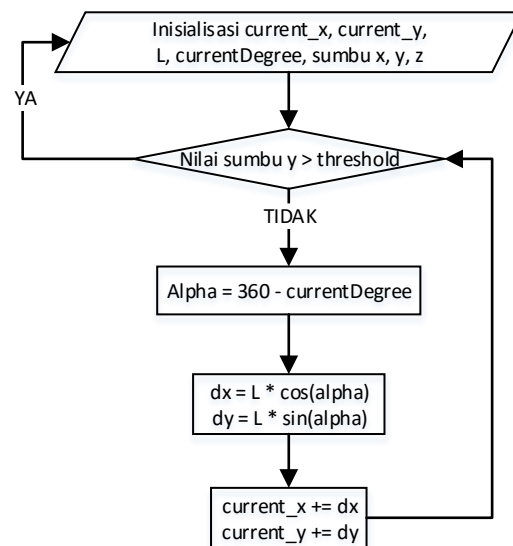 Inisialisasi current_x, current_y,
L, currentDegree, sumbu x, y, z
YA
Nilai sumbu y > threshold
TIDAK
Alpha = 360 - currentDegree
dx = L * cos(alpha)
dy = L * sin(alpha)
current_x += dx
current_y += dy